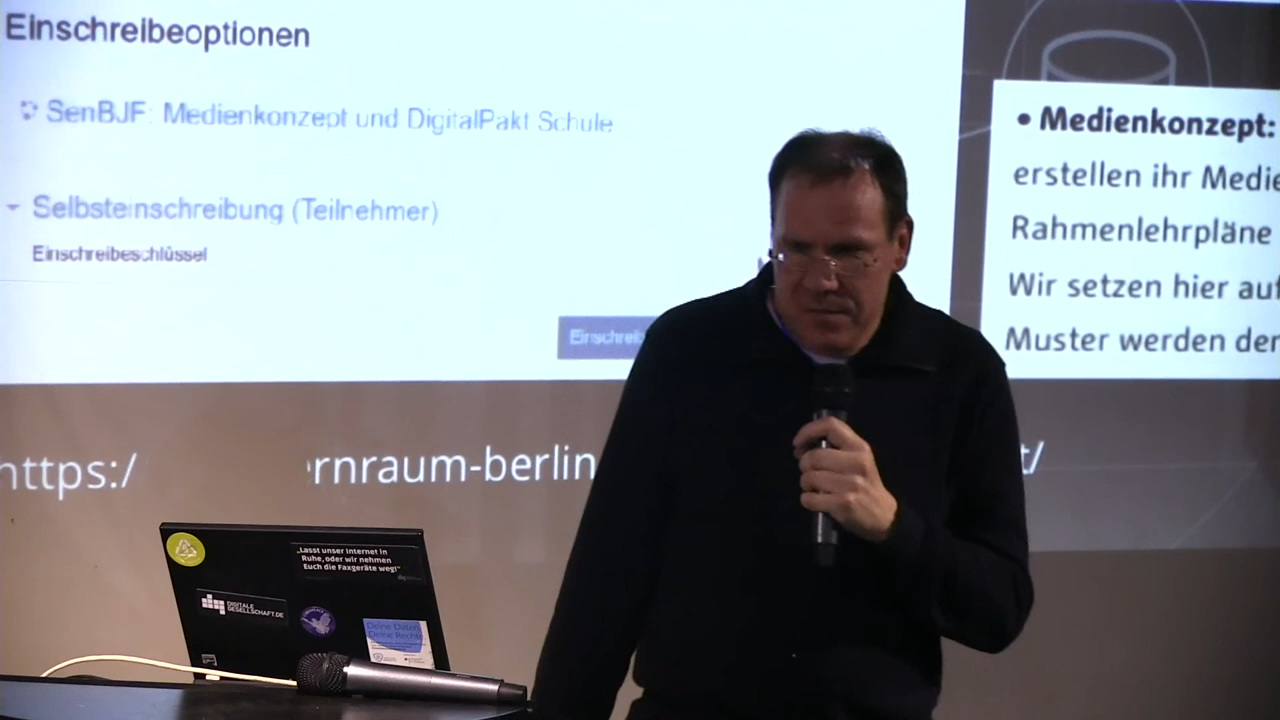 Einschreibeoptionen
SenBJF: Medienkonzept und DigitalPakt Schule
Selbsteinschreibung (Teilnehmer)
Einschreibeschlüssel
Einschreib
• Medienkonzept:
erstellen ihr Medie
Rahmenlehrpläne
Wir setzen hier auf
Muster werden der
https:/ rnraum-berlin t/
„Lasst unser Internet in
Ruhe, oder wir nehmen
Euch die Faxgeräte weg!"
DIGITALE
GESELLSCHAFT.DE
Deine Daten
Deine Rechte